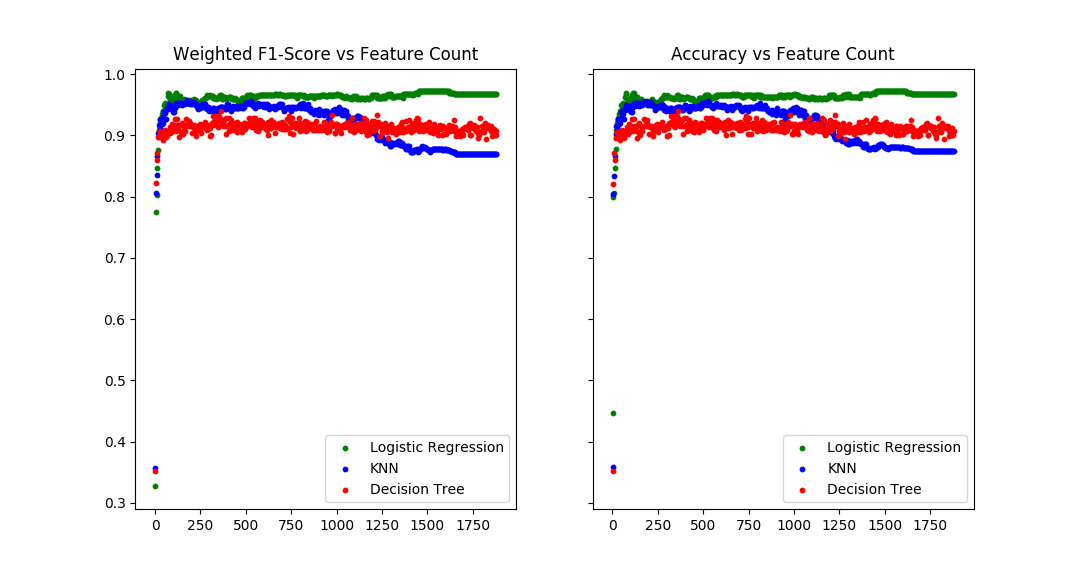 Weighted F1-Score vs Feature Count
1.0
0.9
0.8
0.7
0.6
0.5
0.4
0.3
0 250 500 750 1000 1250 1500 1750
Logistic Regression
KNN
Decision Tree
Accuracy vs Feature Count
0 250 500 750 1000 1250 1500 1750
Logistic Regression
KNN
Decision Tree